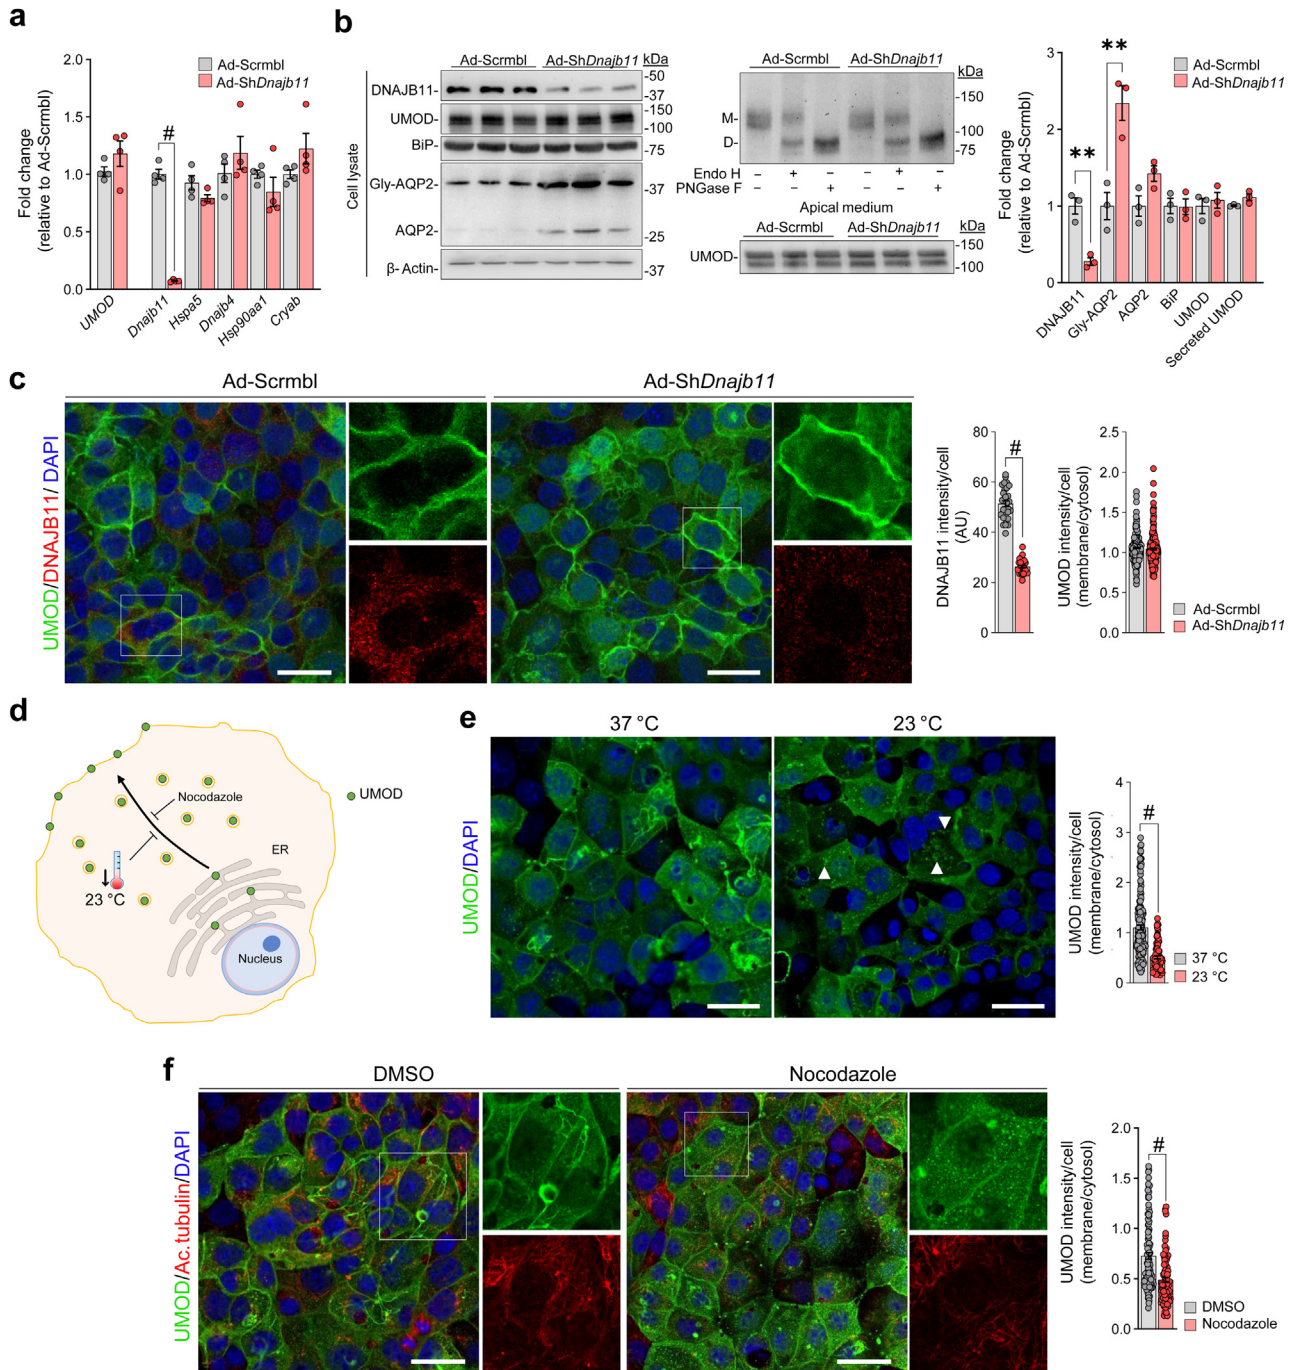 a
Fold change
(relative to Ad-Scrmbl)
2.0
1.5
1.0
0.5
0.0
Ad-Scrmbl
Ad-ShDnajb11
#
UMOD
Dnajb11
Hspa5
Dnajb4
Hsp90aa1
Cryab
b
Cell lysate
Ad-Scrmbl
Ad-ShDnajb11
kDa
DNAJB11-
-50
-37
UMOD-
-150
-100
BiP-
-75
Gly-AQP2-
-37
AQP2-
-25
β- Actin-
-37
Ad-Scrmbl
Ad-ShDnajb11
kDa
-150
M-
-100
D-
-75
Endo H
– + – – + –
PNGase F
– – + – – +
Apical medium
Ad-Scrmbl
Ad-ShDnajb11
kDa
UMOD-
-150
-100
Fold change
(relative to Ad-Scrmbl)
3
2
1
0
**
**
Ad-Scrmbl
Ad-ShDnajb11
DNAJB11
Gly-AQP2
AQP2
BiP
UMOD
Secreted UMOD
c
Ad-Scrmbl
Ad-ShDnajb11
UMOD/DNAJB11/ DAPI
DNAJB11 intensity/cell
(AU)
80
60
40
20
0
#
UMOD intensity/cell
(membrane/cytosol)
2.5
2.0
1.5
1.0
0.5
0.0
Ad-Scrmbl
Ad-ShDnajb11
d
Nocodazole
UMOD
ER
23 °C
Nucleus
e
37 °C
23 °C
UMOD/DAPI
UMOD intensity/cell
(membrane/cytosol)
4
3
2
1
0
#
37 °C
23 °C
f
DMSO
Nocodazole
UMOD/Ac.tubulin/DAPI
UMOD intensity/cell
(membrane/cytosol)
2.0
1.5
1.0
0.5
0.0
#
DMSO
Nocodazole